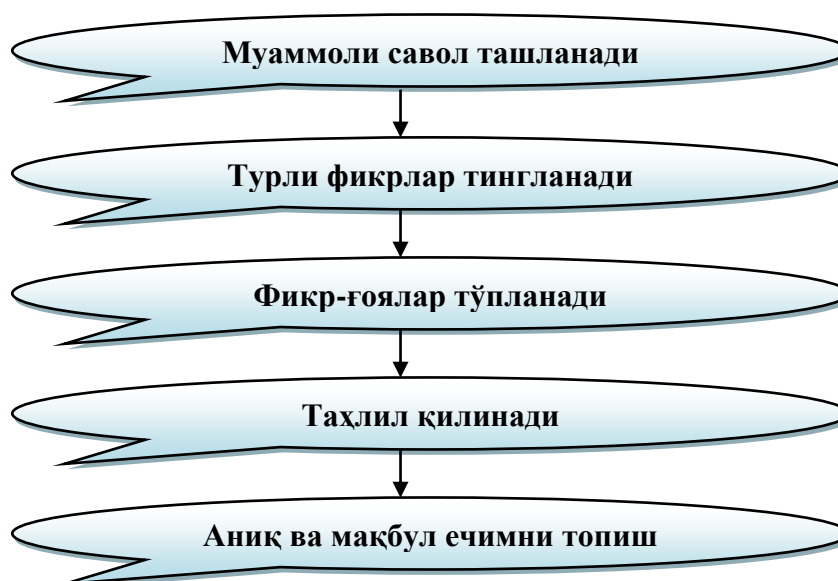 Муаммоли савол ташланади
Турли фикрлар тингланади
Фикр-ғоялар тўпланади
Таҳлил қилинади
Аниқ ва мақбул ечимни топиш